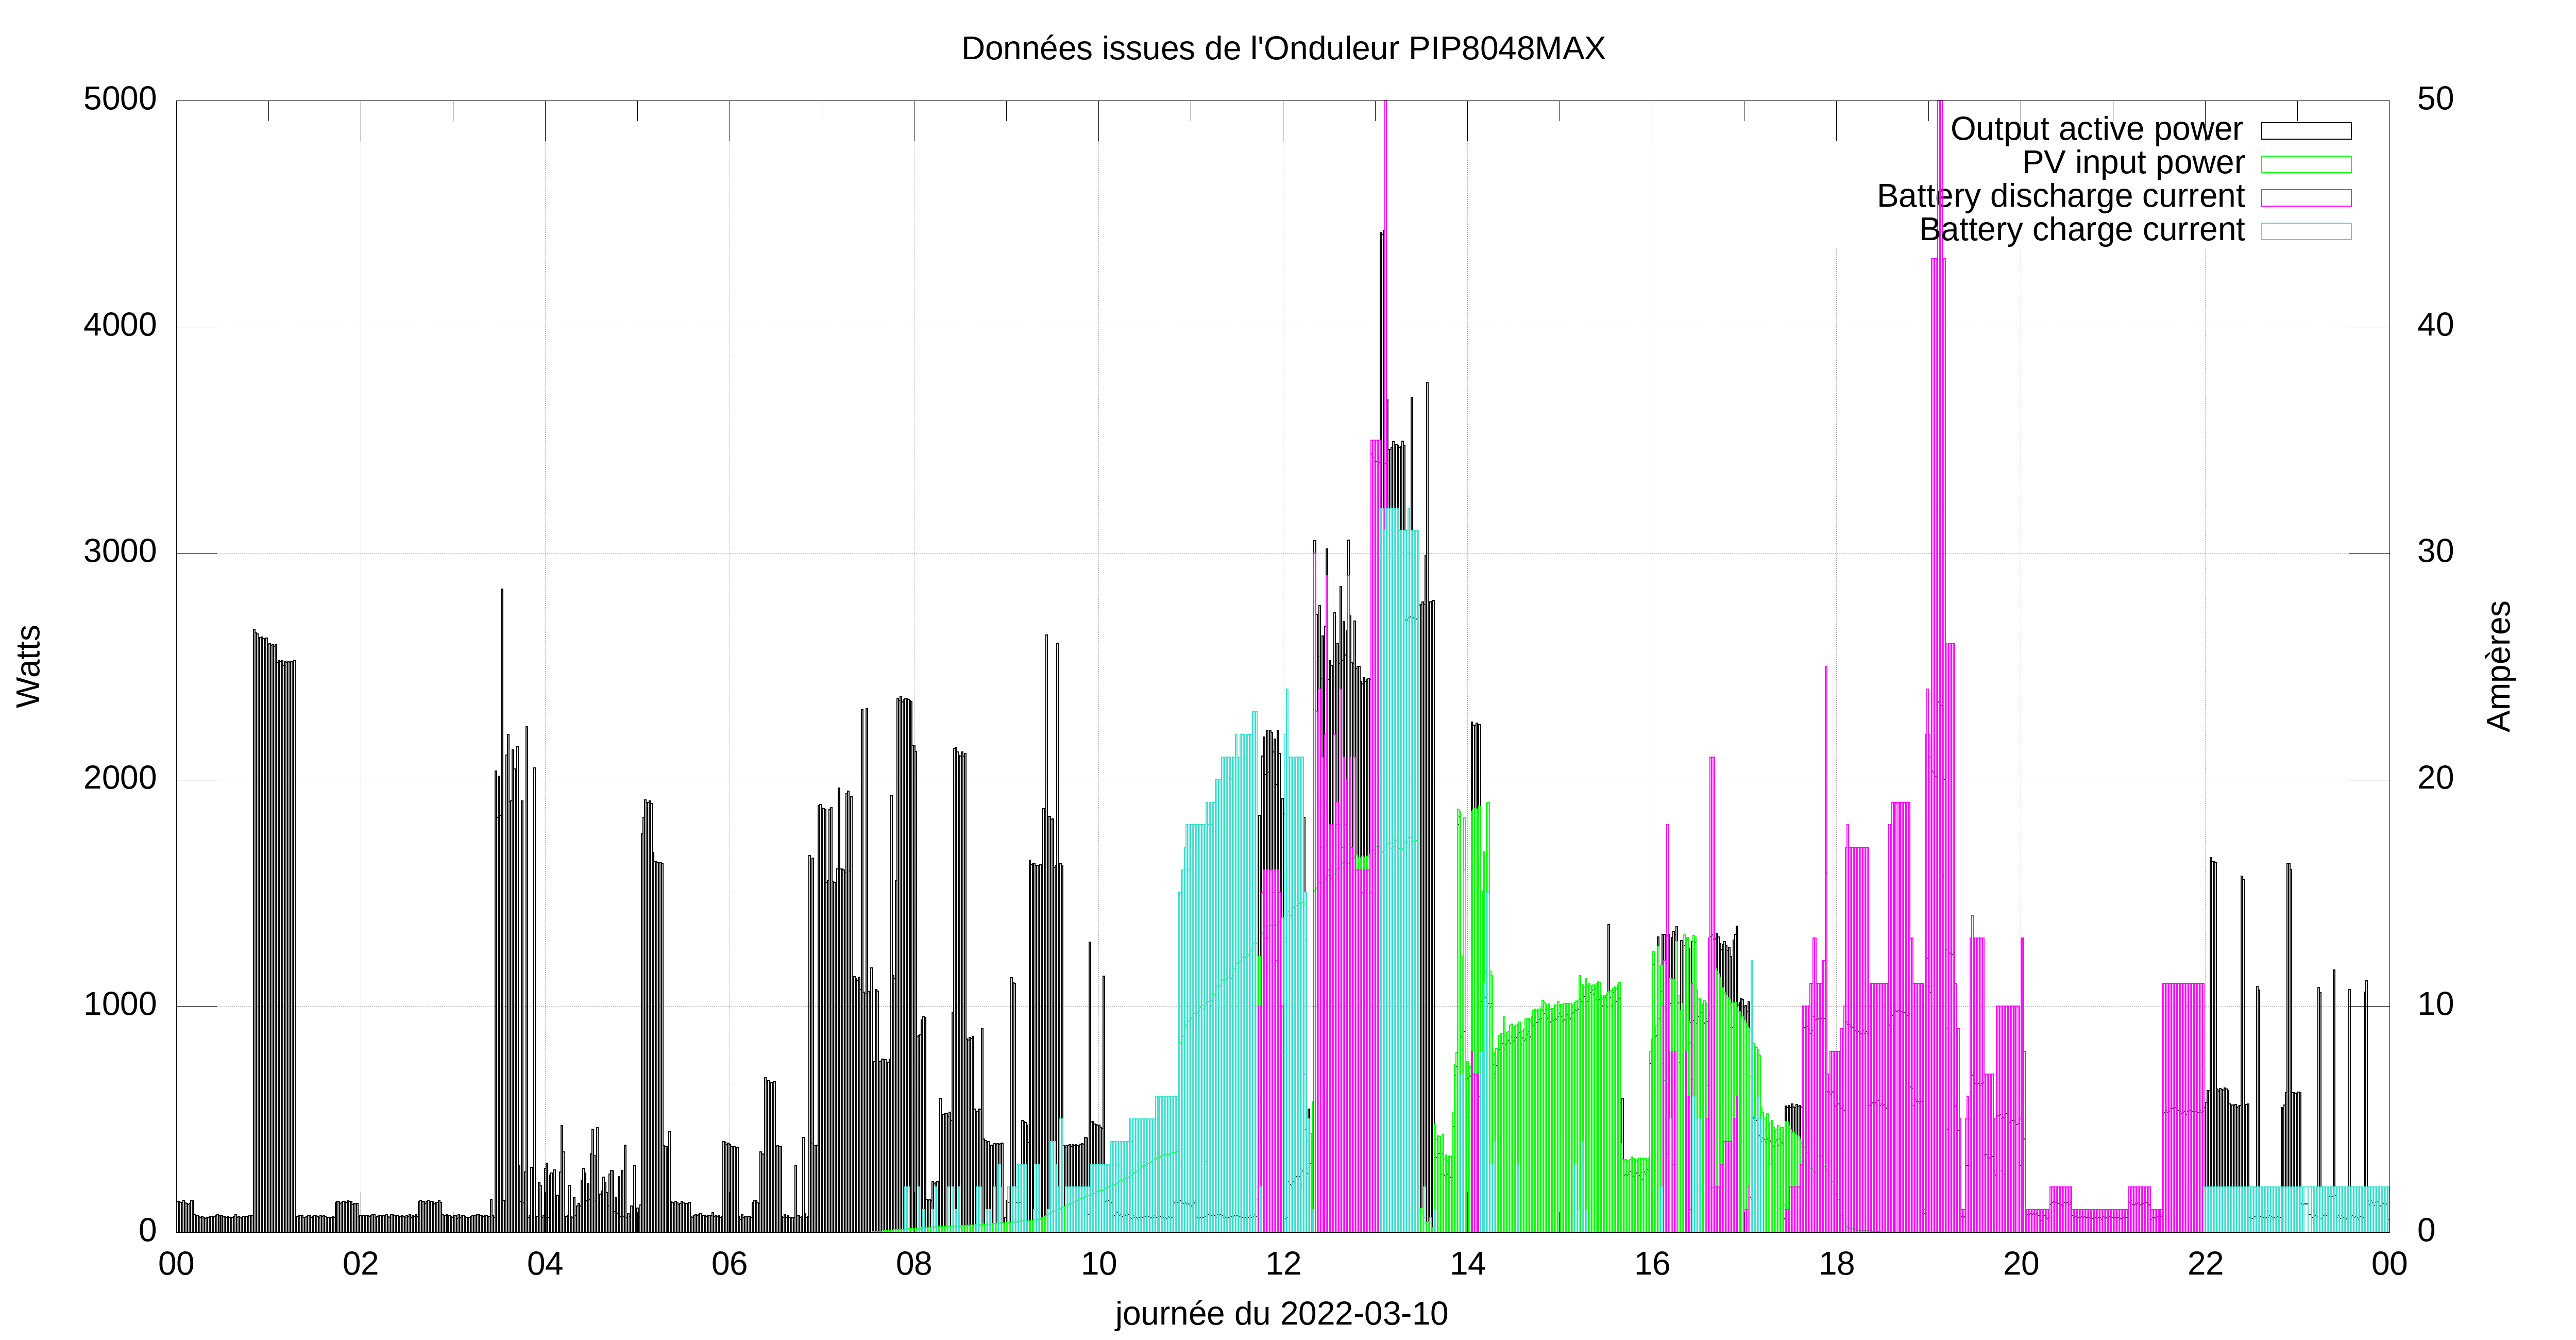 Données issues de l'Onduleur PIP8048MAX
5000
4000
3000
2000
1000
0
50
40
30
20
10
0
Watts
Ampères
Output active power
PV input power
Battery discharge current
Battery charge current
00 02 04 06 08 10 12 14 16 18 20 22 00
journée du 2022-03-10